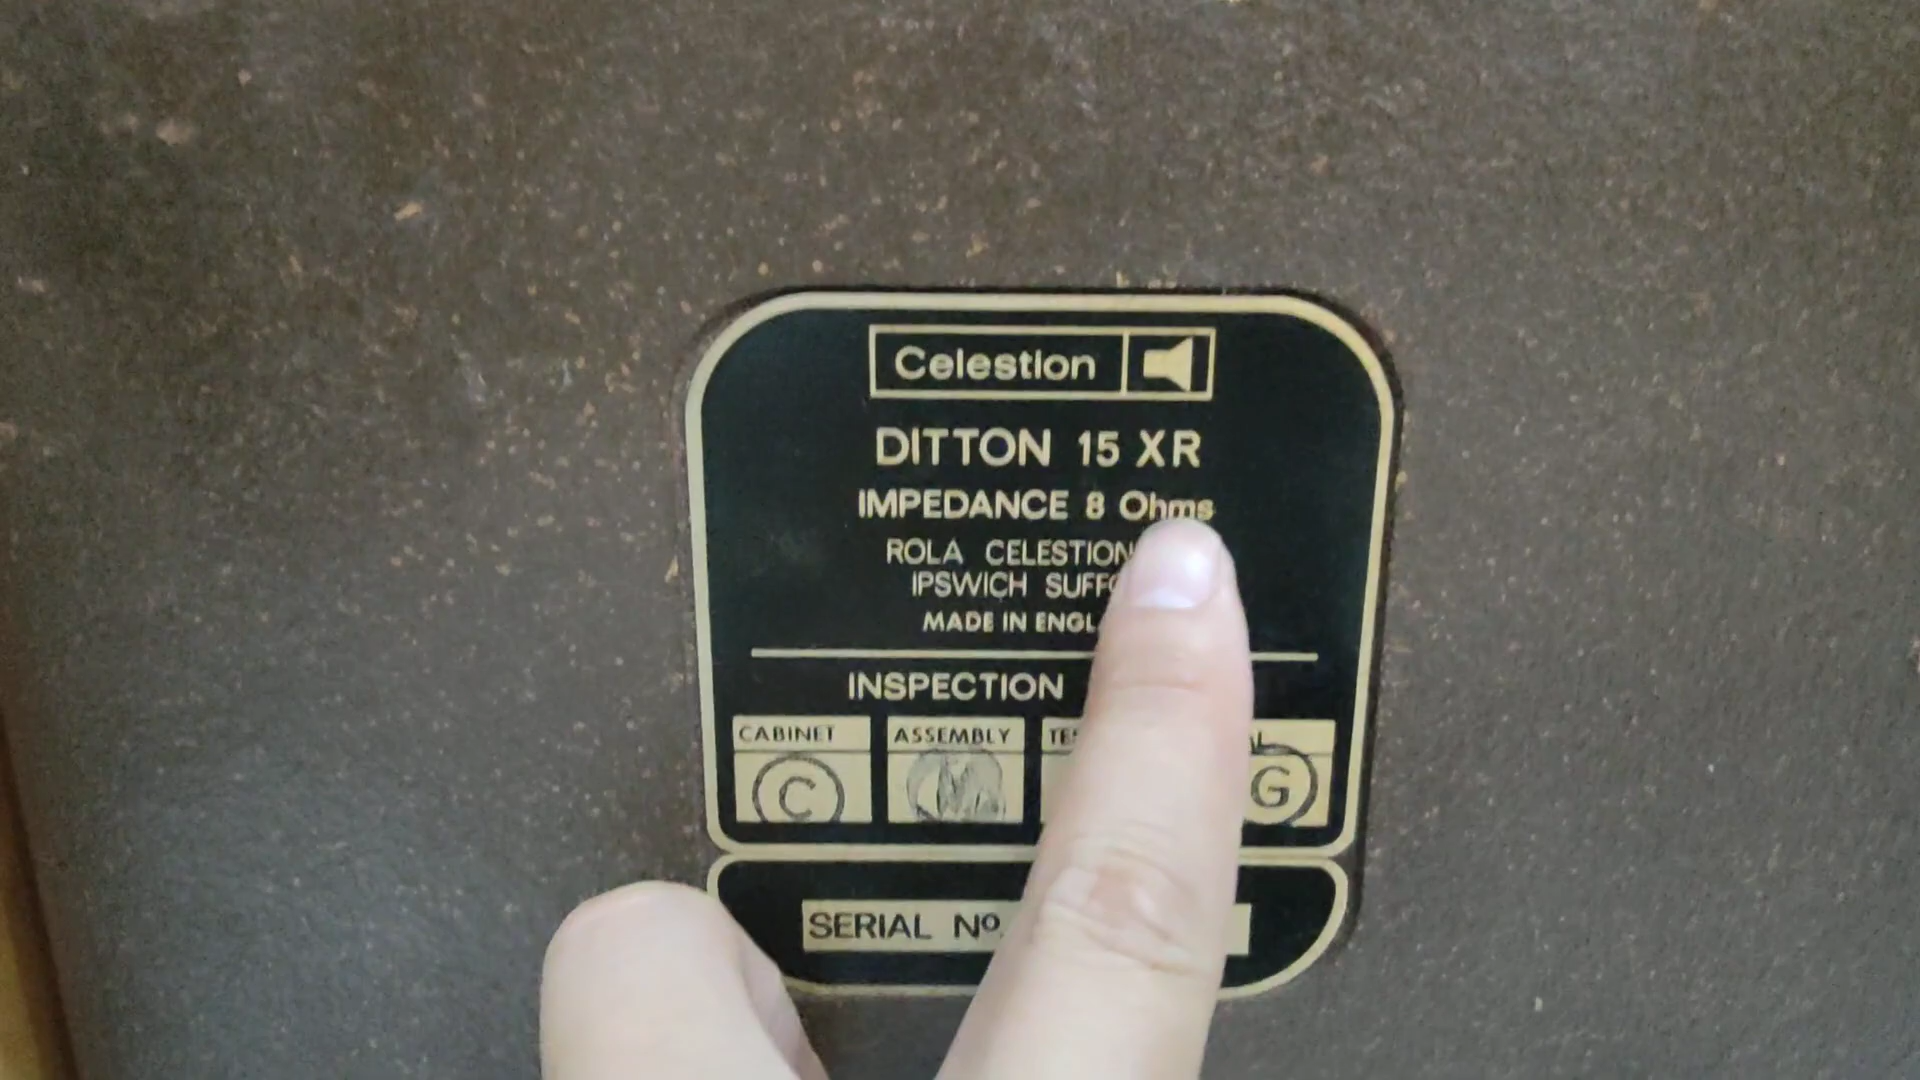 Celestion
DITTON 15 XR
IMPEDANCE 8 Ohms
ROLA CELESTION
IPSWICH
MADE IN
INSPECTION
CABINET ASSEMBLY
C M G
SERIAL Nº.